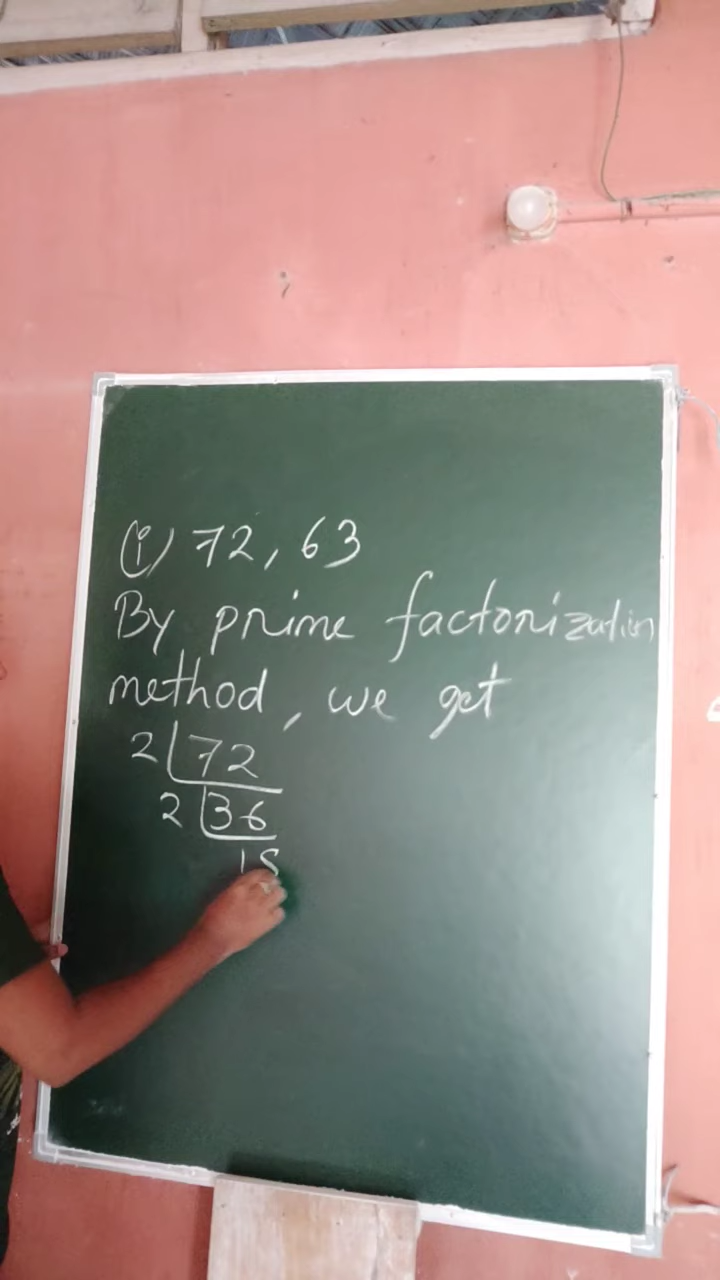 (i) 72, 63
By prime factorization
method, we get
2 72
2 36
18